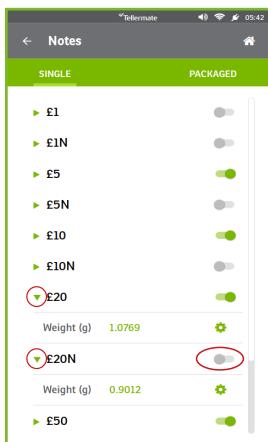 Tellermate 05:42
Notes
SINGLE PACKAGED
£1
£1N
£5
£5N
£10
£10N
£20
Weight (g) 1.0769
£20N
Weight (g) 0.9012
£50